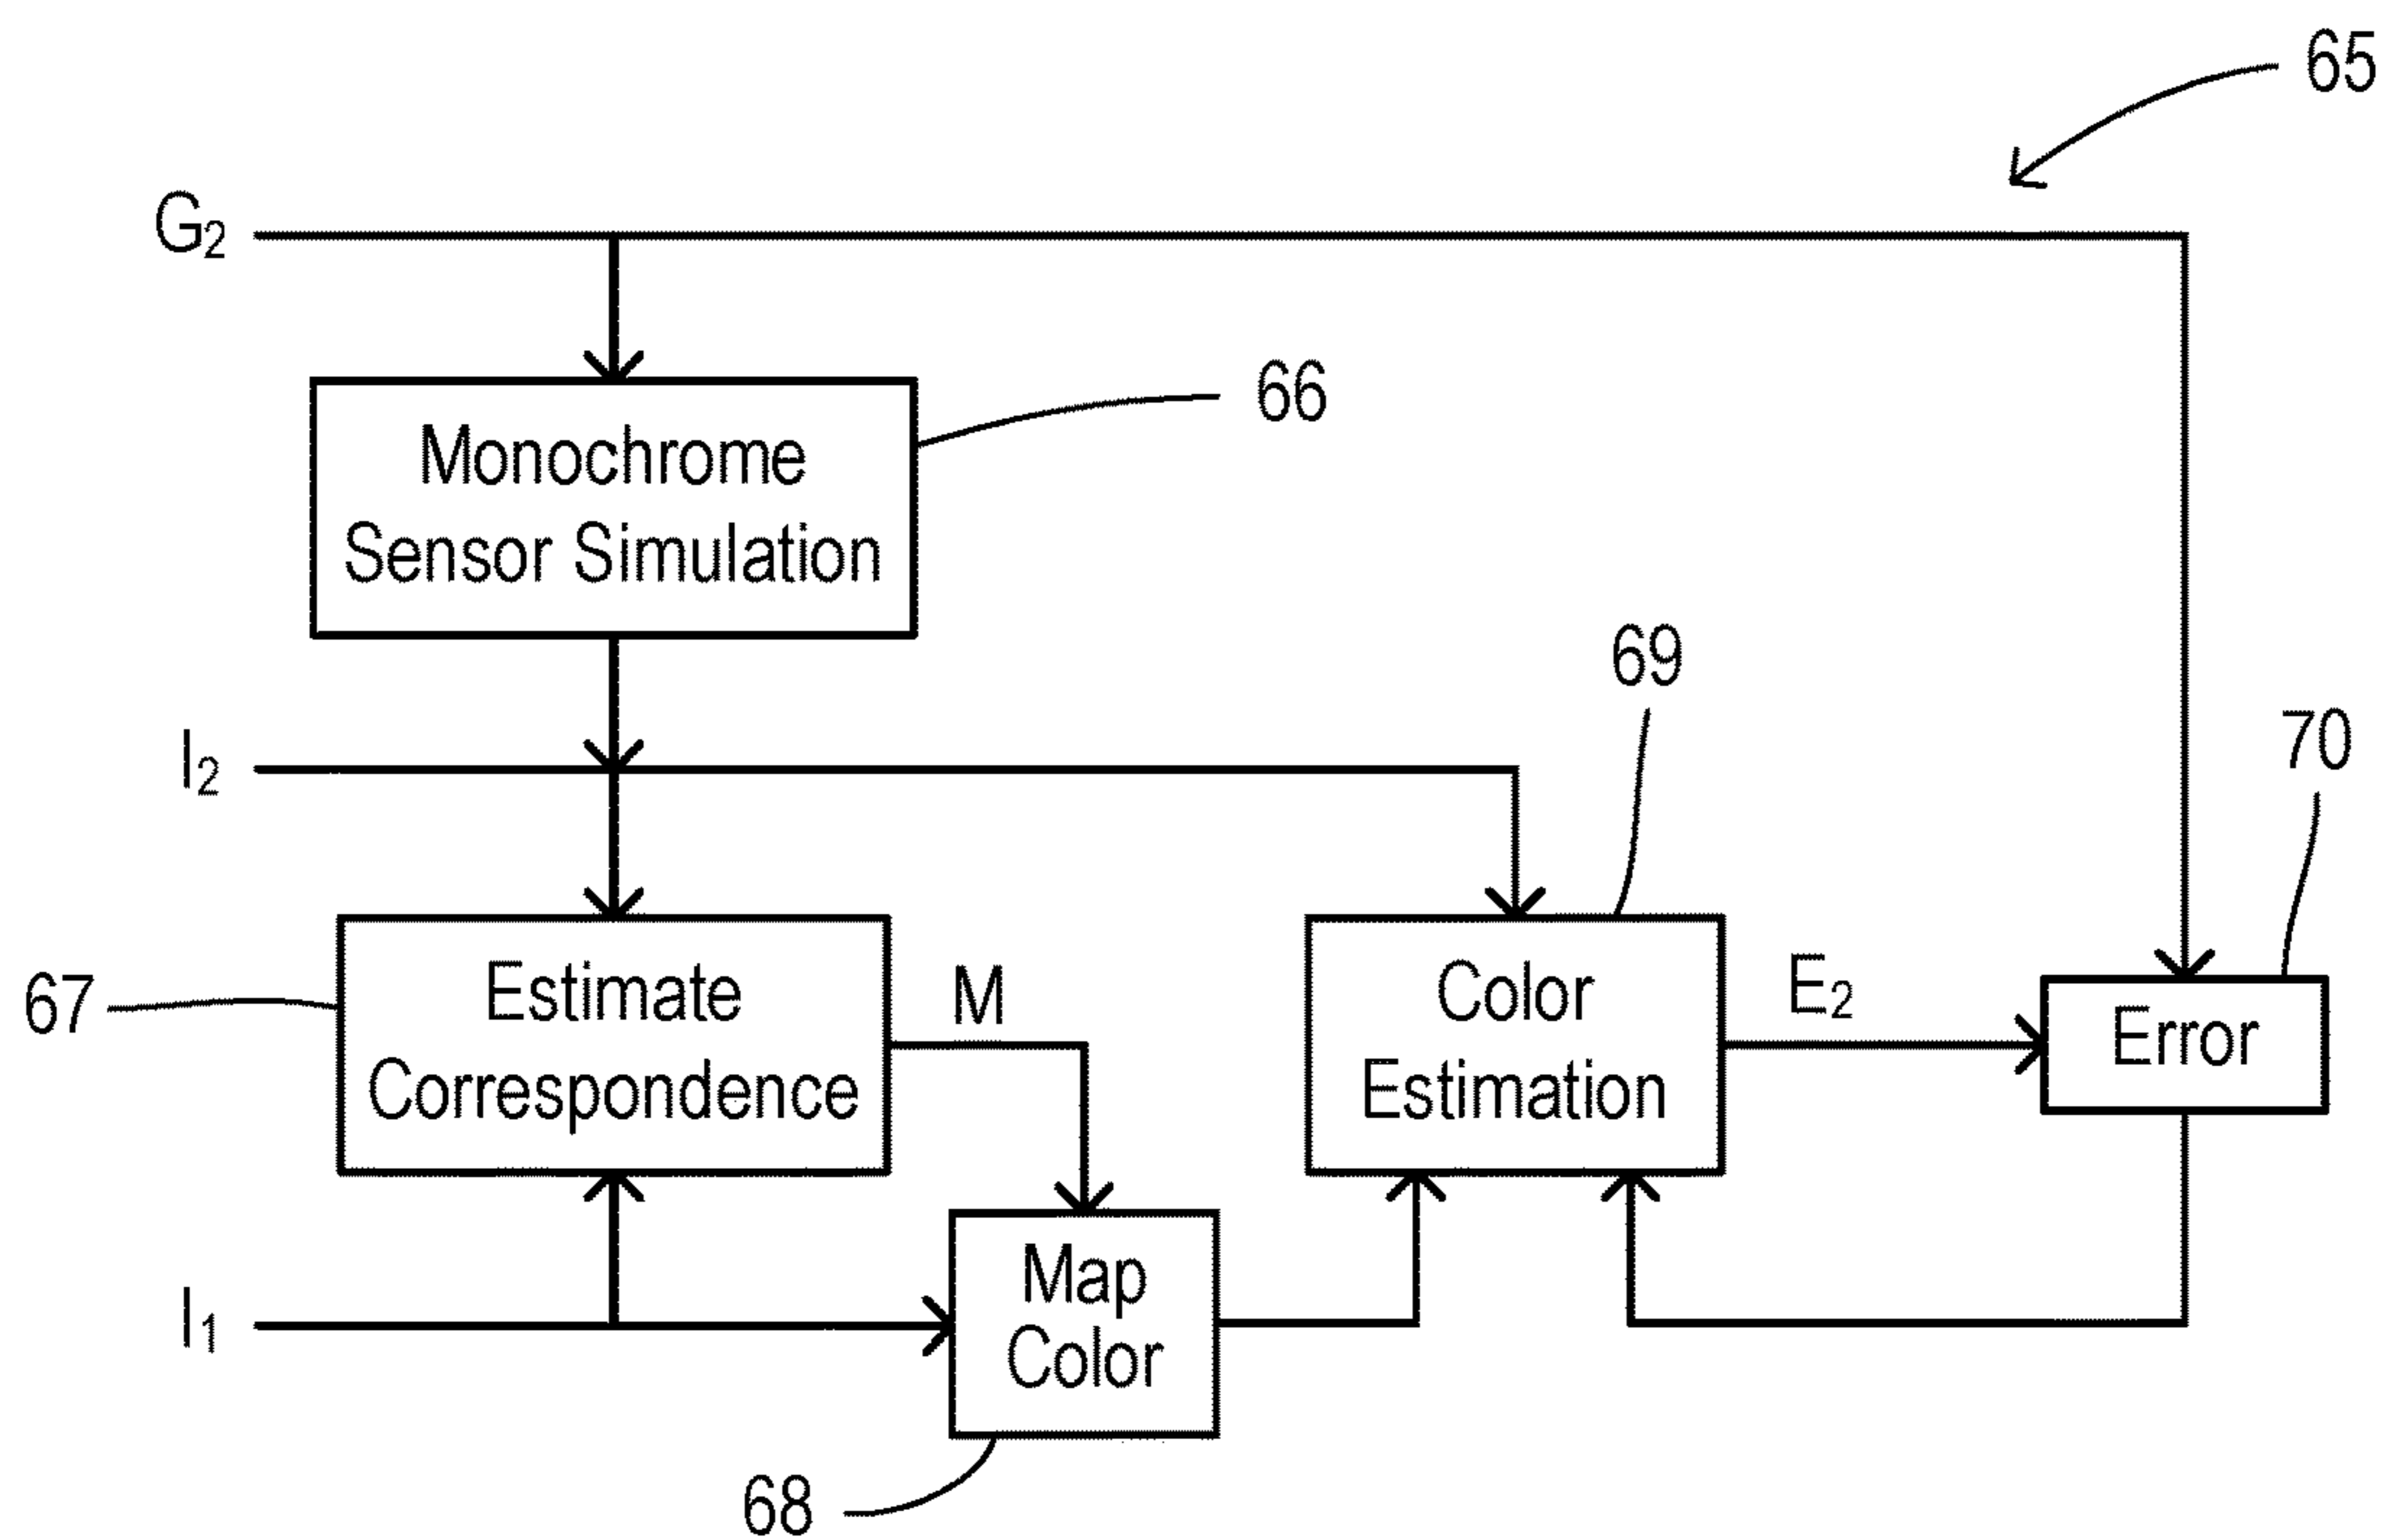 65
G₂
66
Monochrome
Sensor Simulation
69
I₂
70
67
Estimate
Correspondence
M
Color
Estimation
E₂
Error
I₁
Map
Color
68